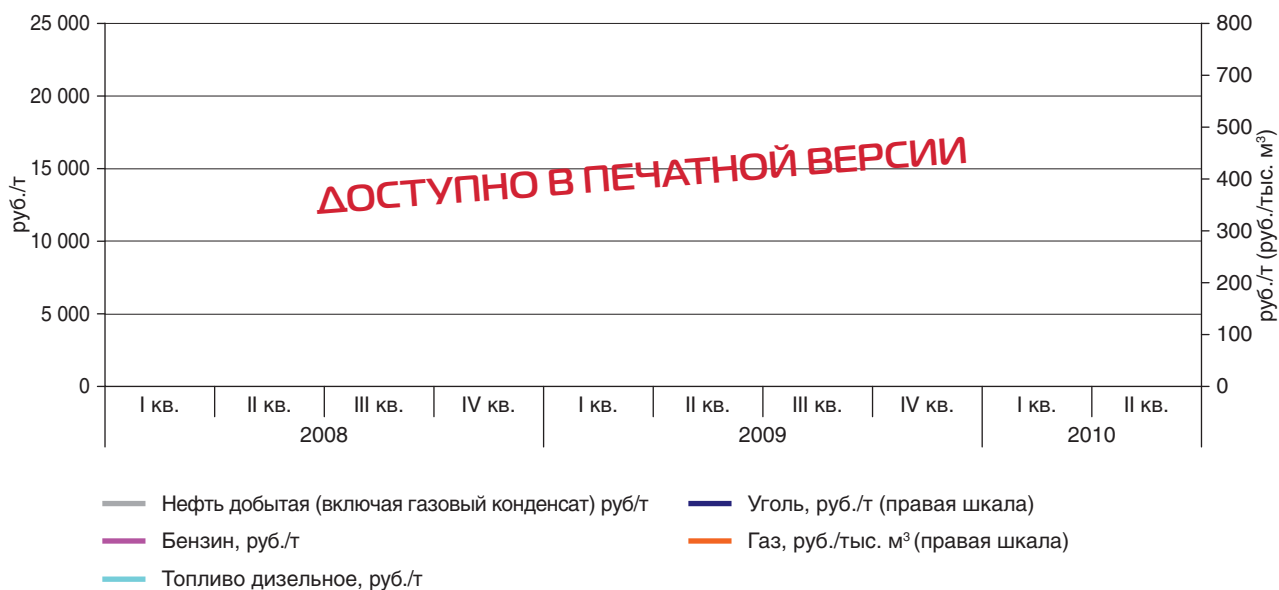 25 000
20 000
15 000
10 000
5 000
0
руб./т
800
700
600
500
400
300
200
100
0
руб./т (руб./тыс. м³)
ДОСТУПНО В ПЕЧАТНОЙ ВЕРСИИ
I кв. II кв. III кв. IV кв. I кв. II кв. III кв. IV кв. I кв. II кв.
2008 2009 2010
Нефть добытая (включая газовый конденсат) руб/т
Бензин, руб./т
Топливо дизельное, руб./т
Уголь, руб./т (правая шкала)
Газ, руб./тыс. м³ (правая шкала)